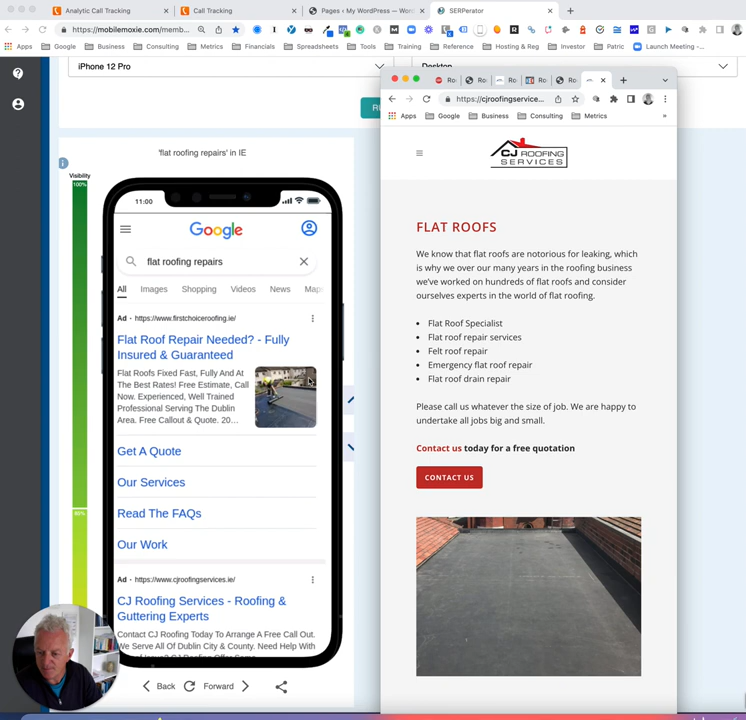 Analytic Call Tracking
Call Tracking
Pages ‹ My WordPress — WordP
SERPerator
https://www.mobilemoxie.com/memb...
Apps
Google
Business
Consulting
Metrics
Financials
Spreadsheets
Tools
Training
Reference
Hosting & Reg
Investor
Patric
Launch Meeting –...
iPhone 12 Pro
Desktop
'flat roofing repairs' in IE
Visibility
100%
11:00
Google
flat roofing repairs
All
Images
Shopping
Videos
News
Maps
Ad · https://www.firstchoiceroofing.ie/
Flat Roof Repair Needed? - Fully
Insured & Guaranteed
Flat Roofs Fixed Fast, Fully And At
The Best Rates! Free Estimate, Call
Now. Experienced, Well Trained
Professional Serving The Dublin
Area. Free Callout & Quote. 20...
Get A Quote
Our Services
Read The FAQs
Our Work
Ad · https://www.cjroofingservices.ie/
CJ Roofing Services - Roofing &
Guttering Experts
Contact CJ Roofing Today To Arrange A Free Call Out.
We Serve All Of Dublin City & County. Need Help With
Back
Forward
https://cjroofingservice...
Apps
Google
Business
Consulting
Metrics
CJ ROOFING
SERVICES
FLAT ROOFS
We know that flat roofs are notorious for leaking, which
is why we over our many years in the roofing business
we've worked on hundreds of flat roofs and consider
ourselves experts in the world of flat roofing.
• Flat Roof Specialist
• Flat roof repair services
• Felt roof repair
• Emergency flat roof repair
• Flat roof drain repair
Please call us whatever the size of job. We are happy to
undertake all jobs big and small.
Contact us today for a free quotation
CONTACT US